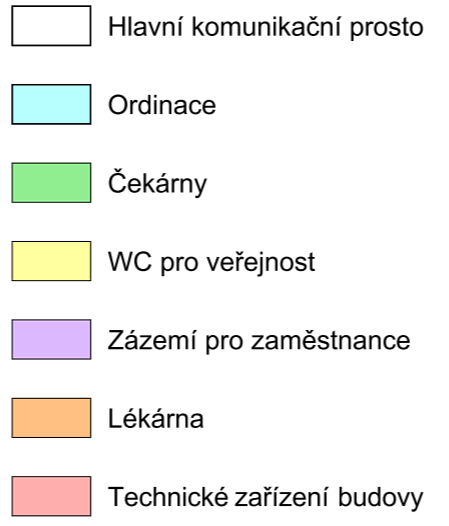 Hlavní komunikační prosto
Ordinace
Čekárny
WC pro veřejnost
Zázemí pro zaměstnance
Lékárna
Technické zařízení budovy